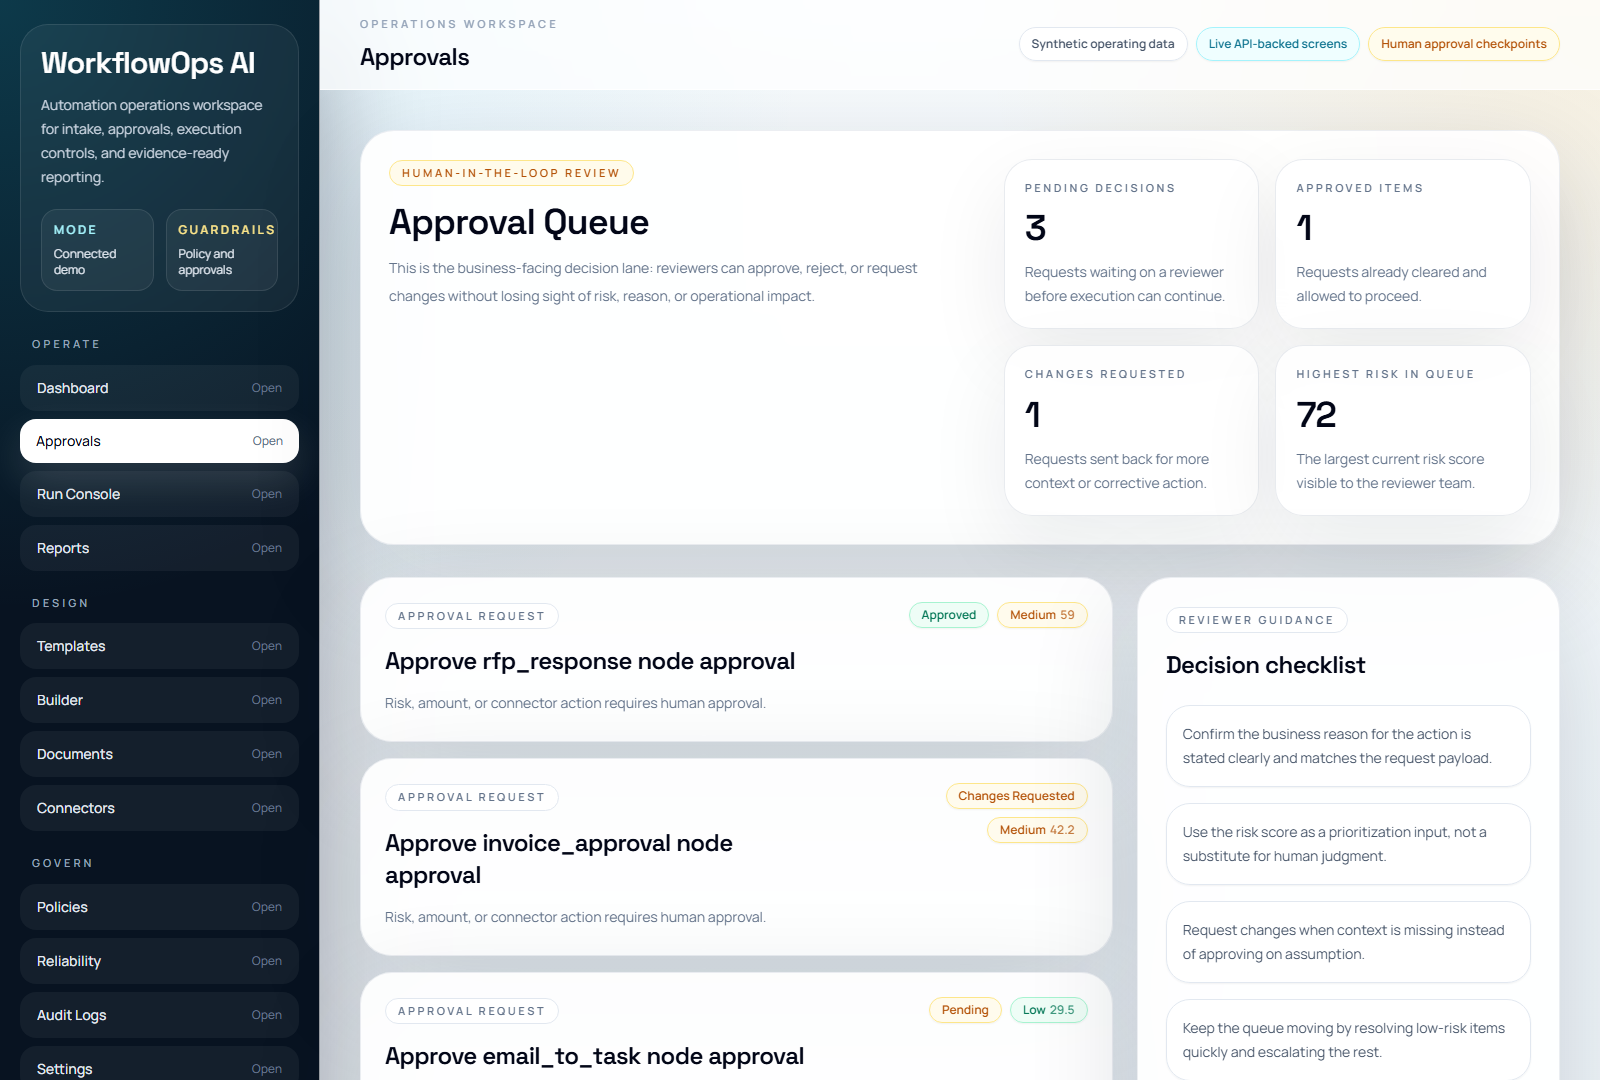 WorkflowOps AI
Automation operations workspace
for intake, approvals, execution
controls, and evidence-ready
reporting.
MODE
Connected
demo
GUARDRAILS
Policy and
approvals
OPERATE
Dashboard Open
Approvals Open
Run Console Open
Reports Open
DESIGN
Templates Open
Builder Open
Documents Open
Connectors Open
GOVERN
Policies Open
Reliability Open
Audit Logs Open
Settings Open
OPERATIONS WORKSPACE
Approvals
Synthetic operating data
Live API-backed screens
Human approval checkpoints
HUMAN-IN-THE-LOOP REVIEW
Approval Queue
This is the business-facing decision lane: reviewers can approve, reject, or request
changes without losing sight of risk, reason, or operational impact.
PENDING DECISIONS
3
Requests waiting on a reviewer
before execution can continue.
APPROVED ITEMS
1
Requests already cleared and
allowed to proceed.
CHANGES REQUESTED
1
Requests sent back for more
context or corrective action.
HIGHEST RISK IN QUEUE
72
The largest current risk score
visible to the reviewer team.
APPROVAL REQUEST
Approved
Medium 59
Approve rfp_response node approval
Risk, amount, or connector action requires human approval.
APPROVAL REQUEST
Changes Requested
Medium 42.2
Approve invoice_approval node
approval
Risk, amount, or connector action requires human approval.
APPROVAL REQUEST
Pending
Low 29.5
Approve email_to_task node approval
REVIEWER GUIDANCE
Decision checklist
Confirm the business reason for the action is
stated clearly and matches the request payload.
Use the risk score as a prioritization input, not a
substitute for human judgment.
Request changes when context is missing instead
of approving on assumption.
Keep the queue moving by resolving low-risk items
quickly and escalating the rest.